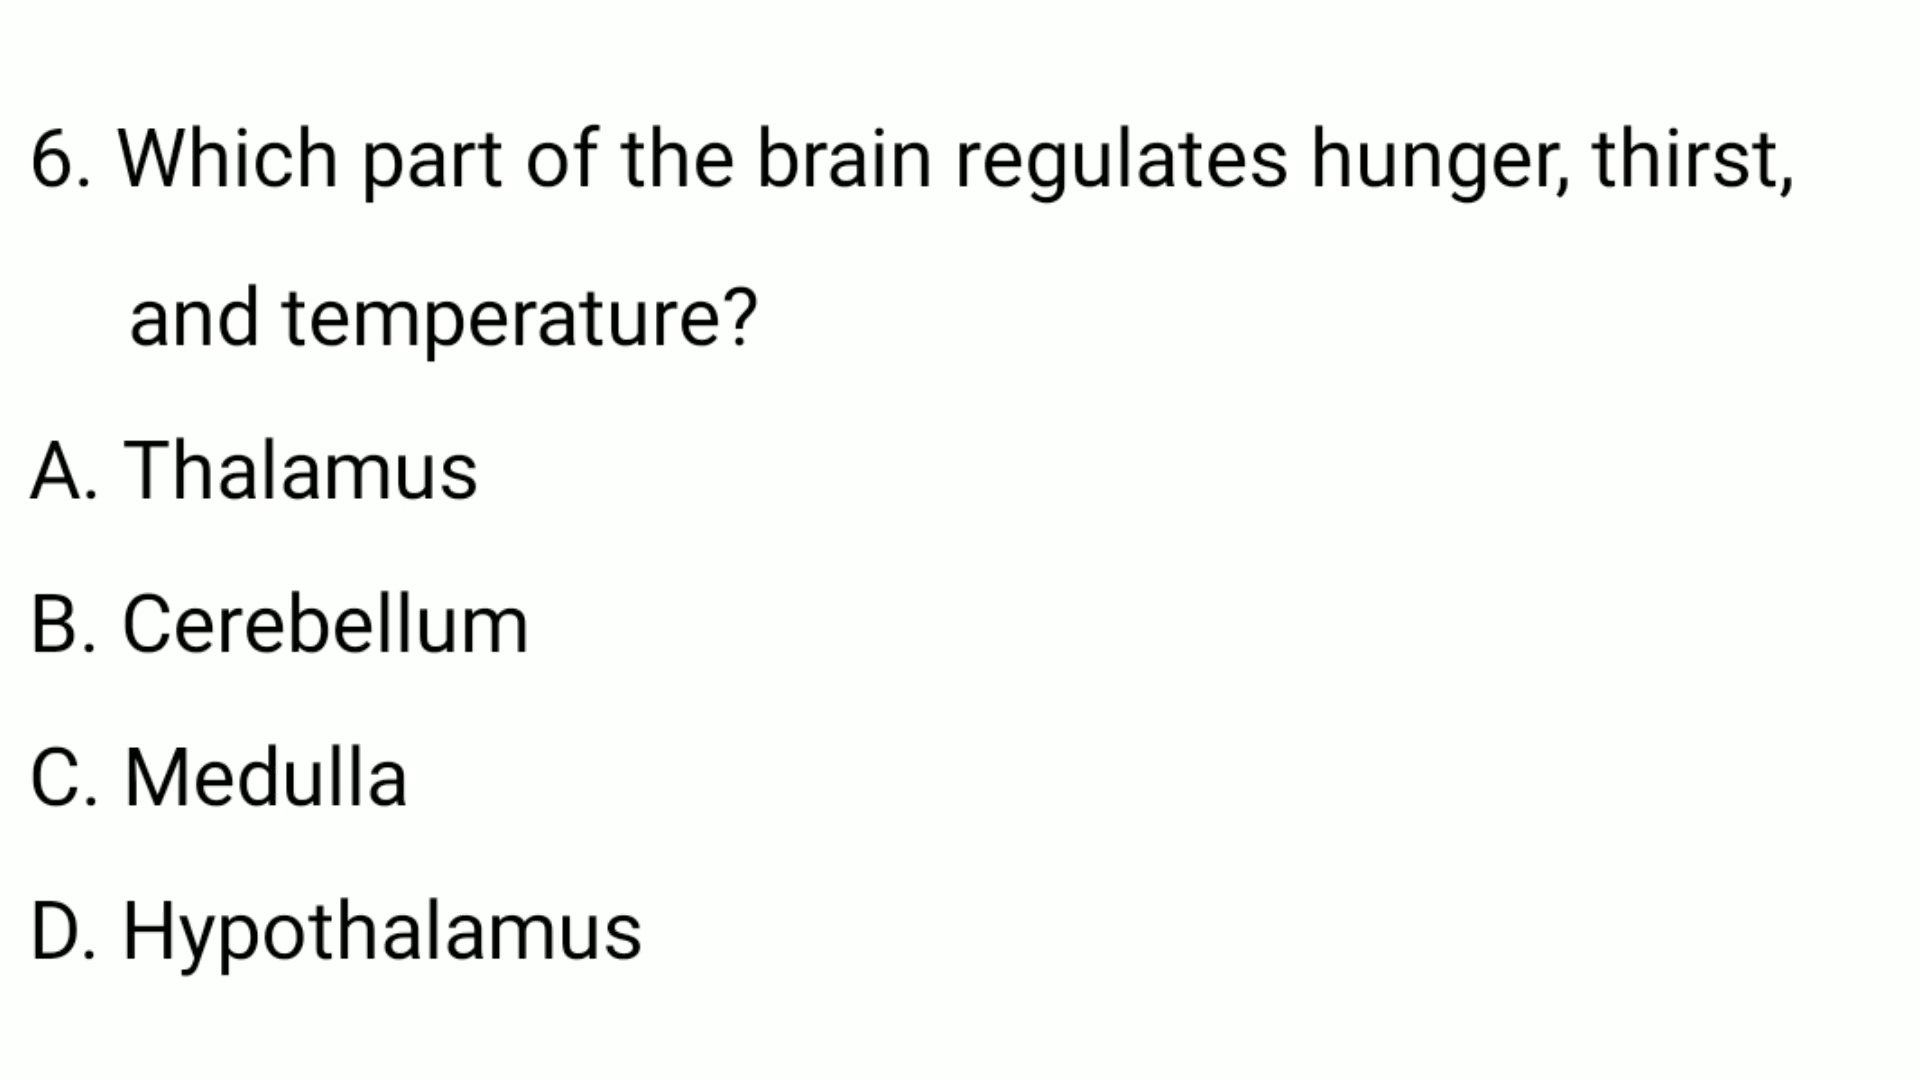 6. Which part of the brain regulates hunger, thirst,
and temperature?
A. Thalamus
B. Cerebellum
C. Medulla
D. Hypothalamus